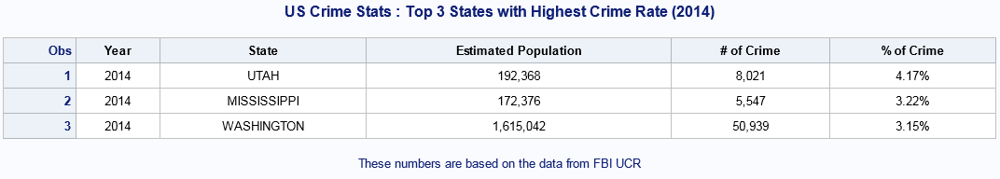 US Crime Stats : Top 3 States with Highest Crime Rate (2014)
Obs Year State Estimated Population # of Crime % of Crime
1 2014 UTAH 192,368 8,021 4.17%
2 2014 MISSISSIPPI 172,376 5,547 3.22%
3 2014 WASHINGTON 1,615,042 50,939 3.15%
These numbers are based on the data from FBI UCR